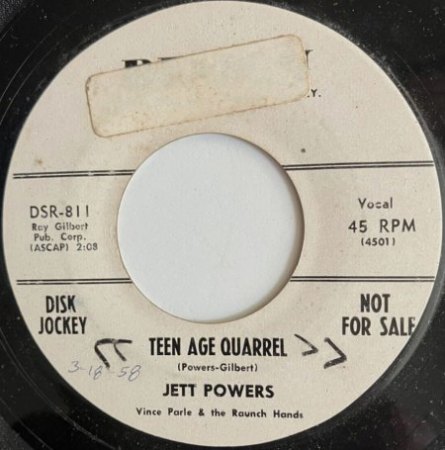 DSR-811
Ray Gilbert
Pub. Corp.
(ASCAP) 2:08
Vocal
45 RPM
(4501)
DISK
JOCKEY
NOT
FOR SALE
TEEN AGE QUARREL
(Powers-Gilbert)
3-18-58
JETT POWERS
Vince Parle & the Raunch Hands